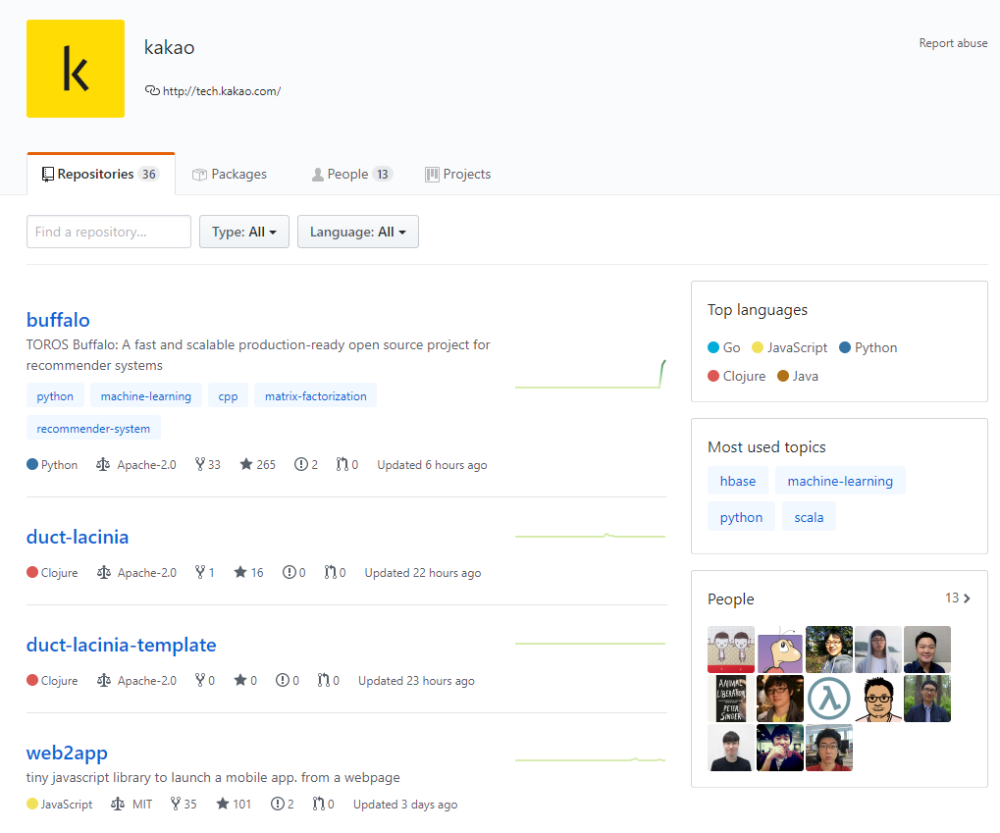 k
kakao
Report abuse
http://tech.kakao.com/
Repositories 36
Packages
People 13
Projects
Find a repository...
Type: All
Language: All
buffalo
TOROS Buffalo: A fast and scalable production-ready open source project for
recommender systems
python machine-learning cpp matrix-factorization
recommender-system
Python Apache-2.0 33 265 2 0 Updated 6 hours ago
duct-lacinia
Clojure Apache-2.0 1 16 0 0 Updated 22 hours ago
duct-lacinia-template
Clojure Apache-2.0 0 0 0 0 Updated 23 hours ago
web2app
tiny javascript library to launch a mobile app. from a webpage
JavaScript MIT 35 101 2 0 Updated 3 days ago
Top languages
Go JavaScript Python
Clojure Java
Most used topics
hbase machine-learning
python scala
People 13
ANIMAL
LIBERATION
PETER
SINGER
λ